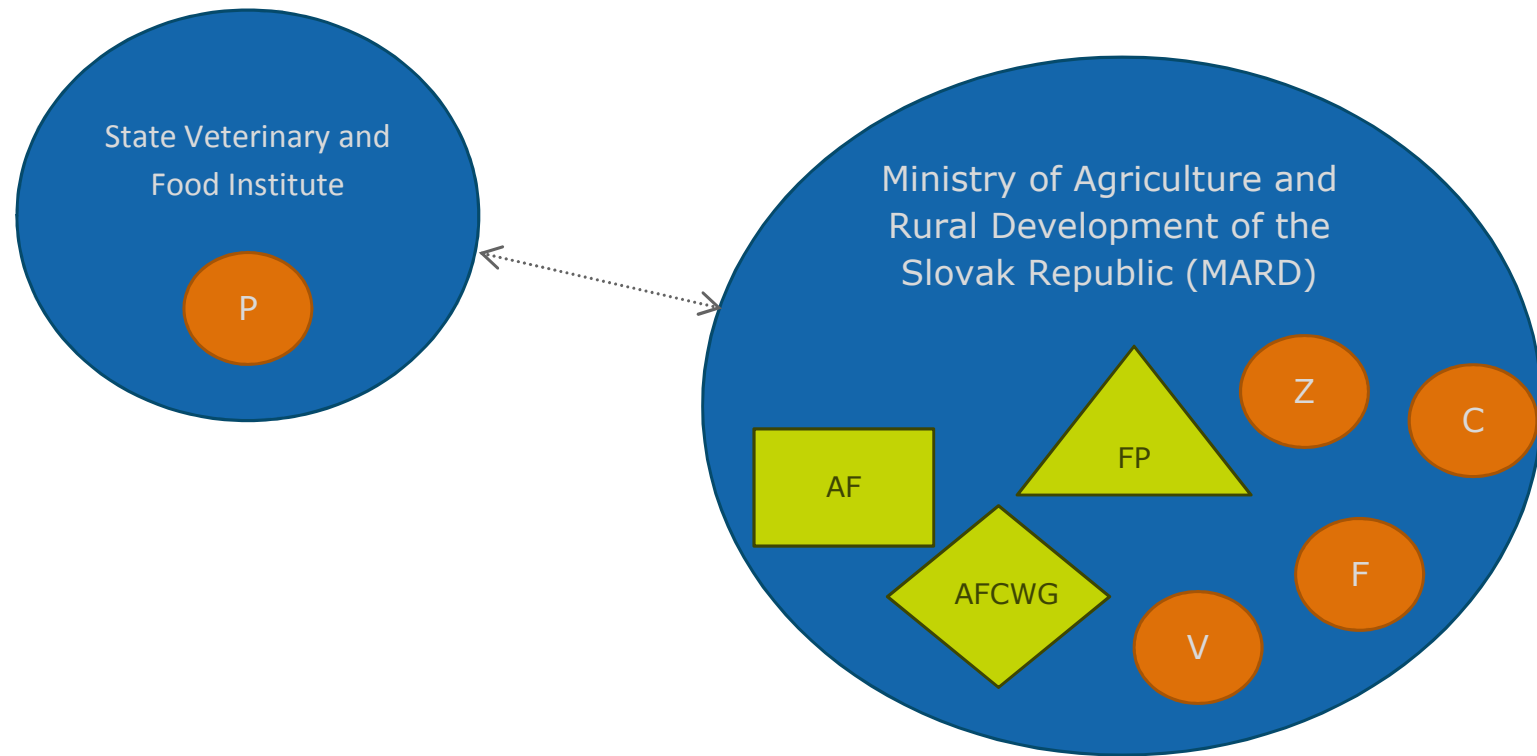 State Veterinary and
Food Institute
P
Ministry of Agriculture and
Rural Development of the
Slovak Republic (MARD)
Z
C
FP
AF
F
AFCWG
V